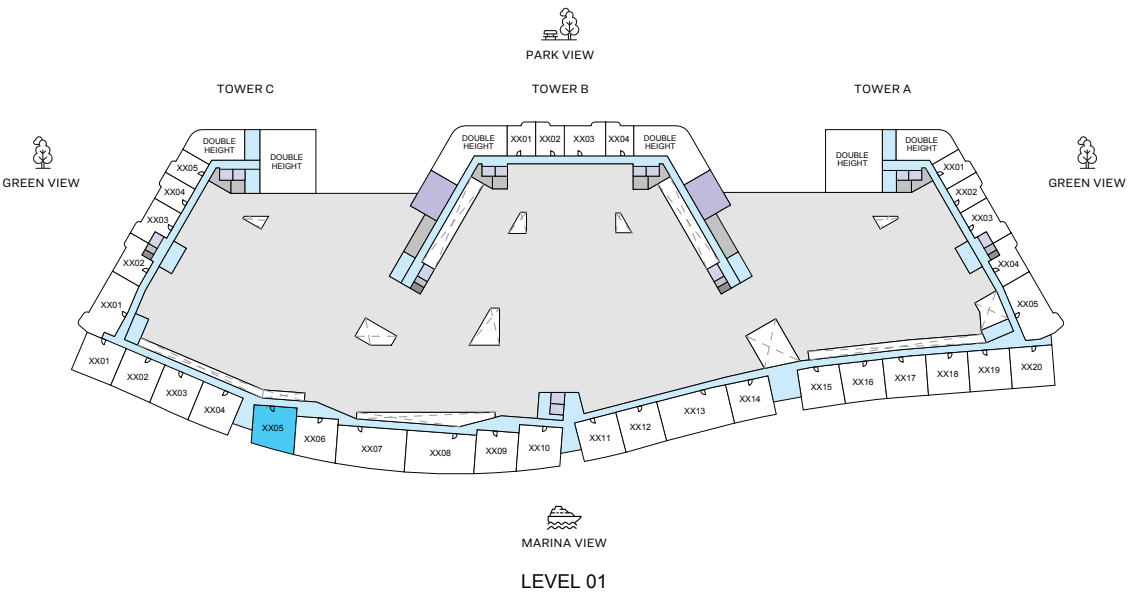 PARK VIEW
TOWER C
TOWER B
TOWER A
GREEN VIEW
GREEN VIEW
DOUBLE
HEIGHT
DOUBLE
HEIGHT
XX05
XX04
XX03
XX02
XX01
DOUBLE
HEIGHT
XX01
XX02
XX03
XX04
DOUBLE
HEIGHT
DOUBLE
HEIGHT
DOUBLE
HEIGHT
XX01
XX02
XX03
XX04
XX05
XX01
XX02
XX03
XX04
XX05
XX06
XX07
XX08
XX09
XX10
XX11
XX12
XX13
XX14
XX15
XX16
XX17
XX18
XX19
XX20
MARINA VIEW
LEVEL 01